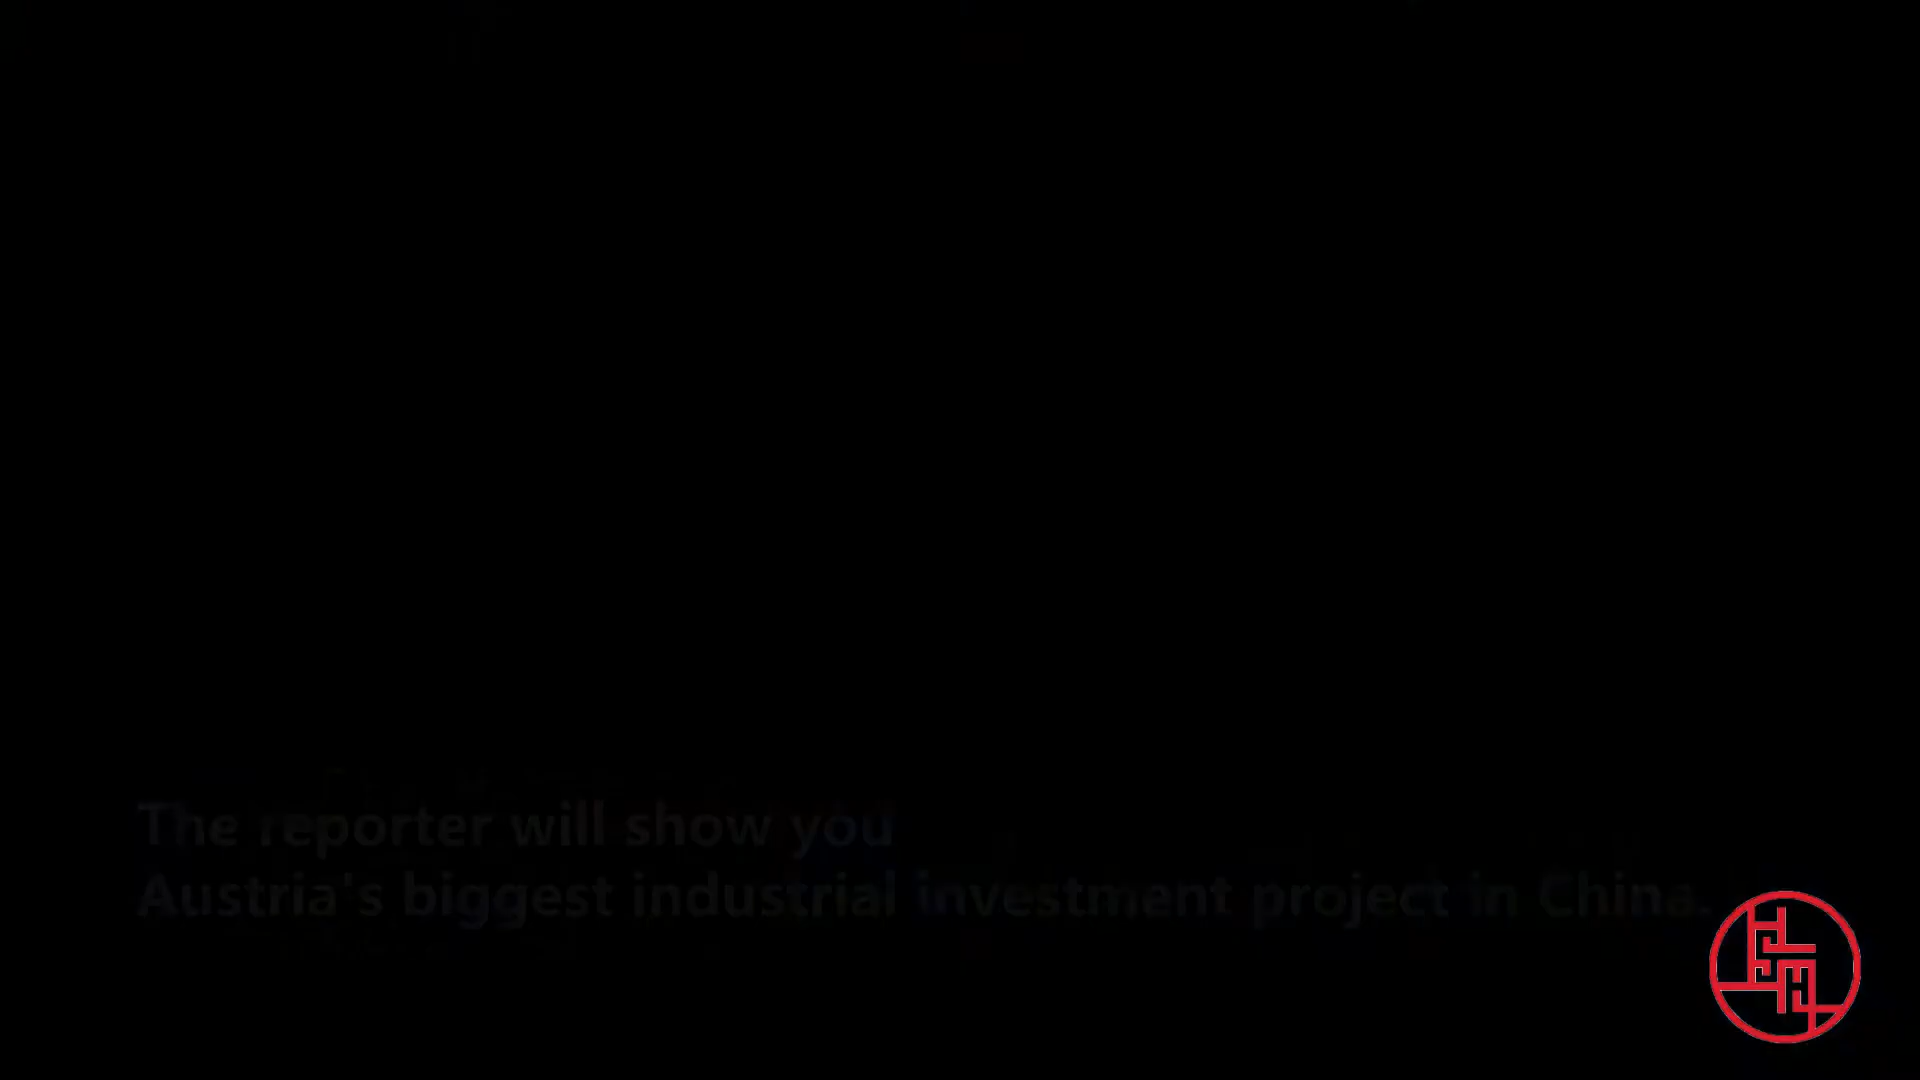 The reporter will show you
Austria's biggest industrial investment project in China.